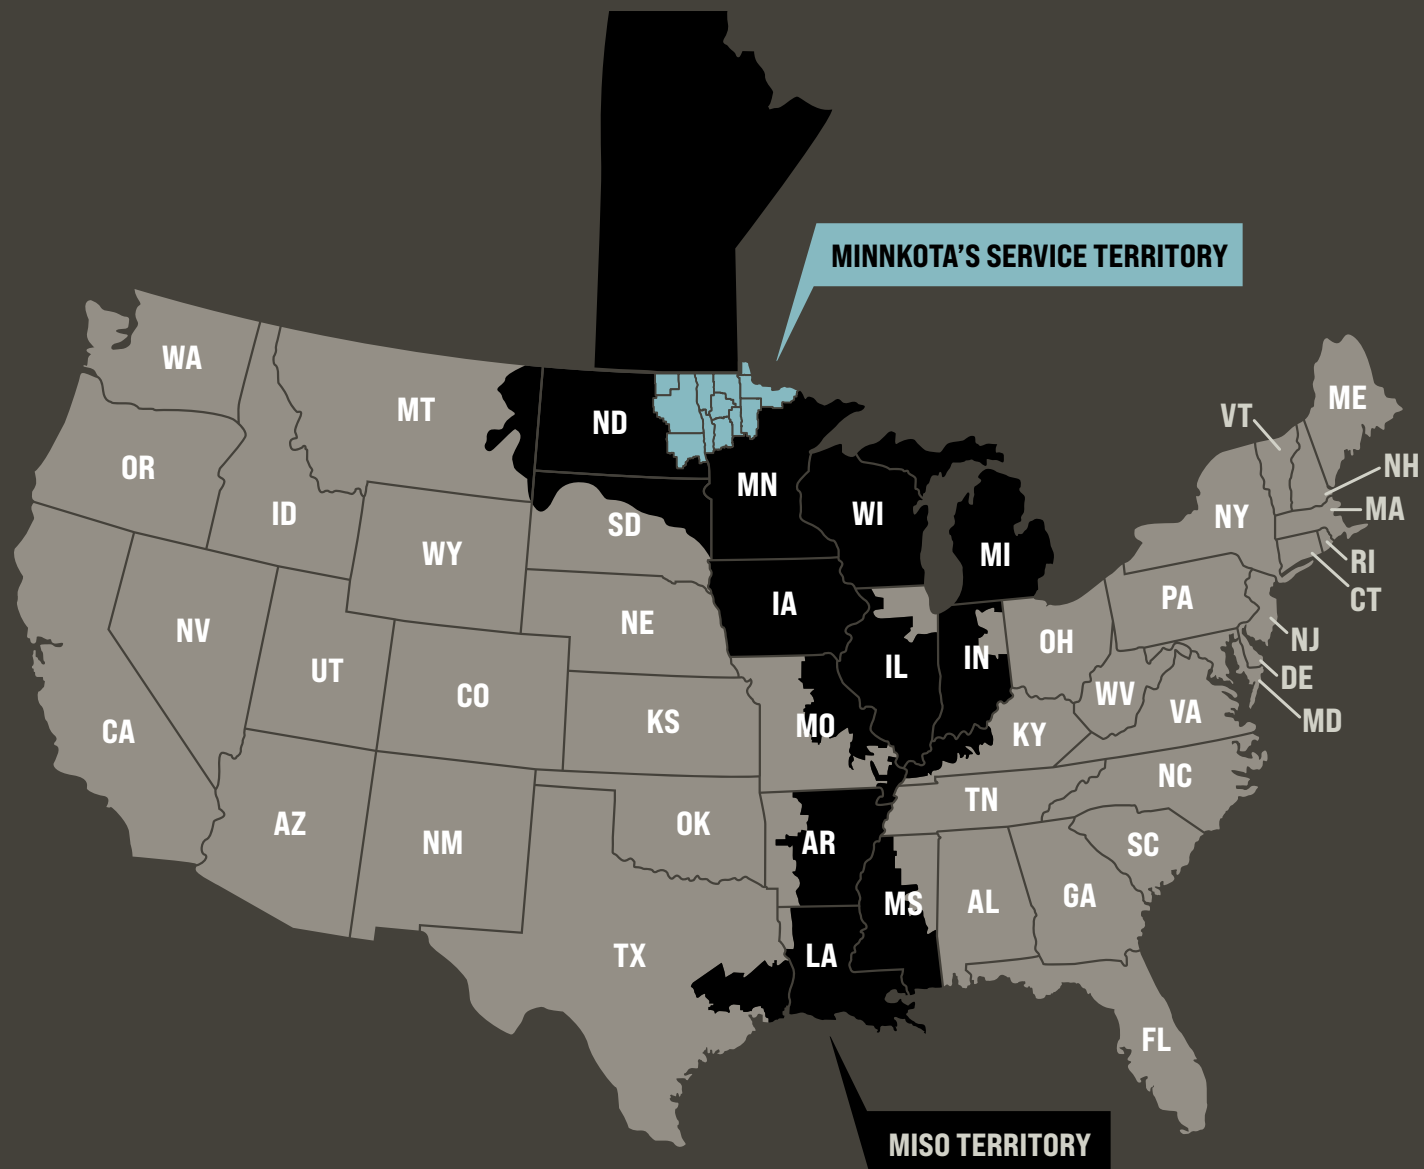 MINNKOTA'S SERVICE TERRITORY
WA
MT
ND
ME
VT
OR
NH
MN
ID
MA
SD
WI
NY
WY
MI
RI
CT
IA
PA
NE
NV
NJ
OH
IL
IN
UT
DE
CO
WV
VA
MD
KS
MO
CA
KY
NC
TN
AZ
OK
NM
AR
SC
GA
AL
MS
TX
LA
FL
MISO TERRITORY